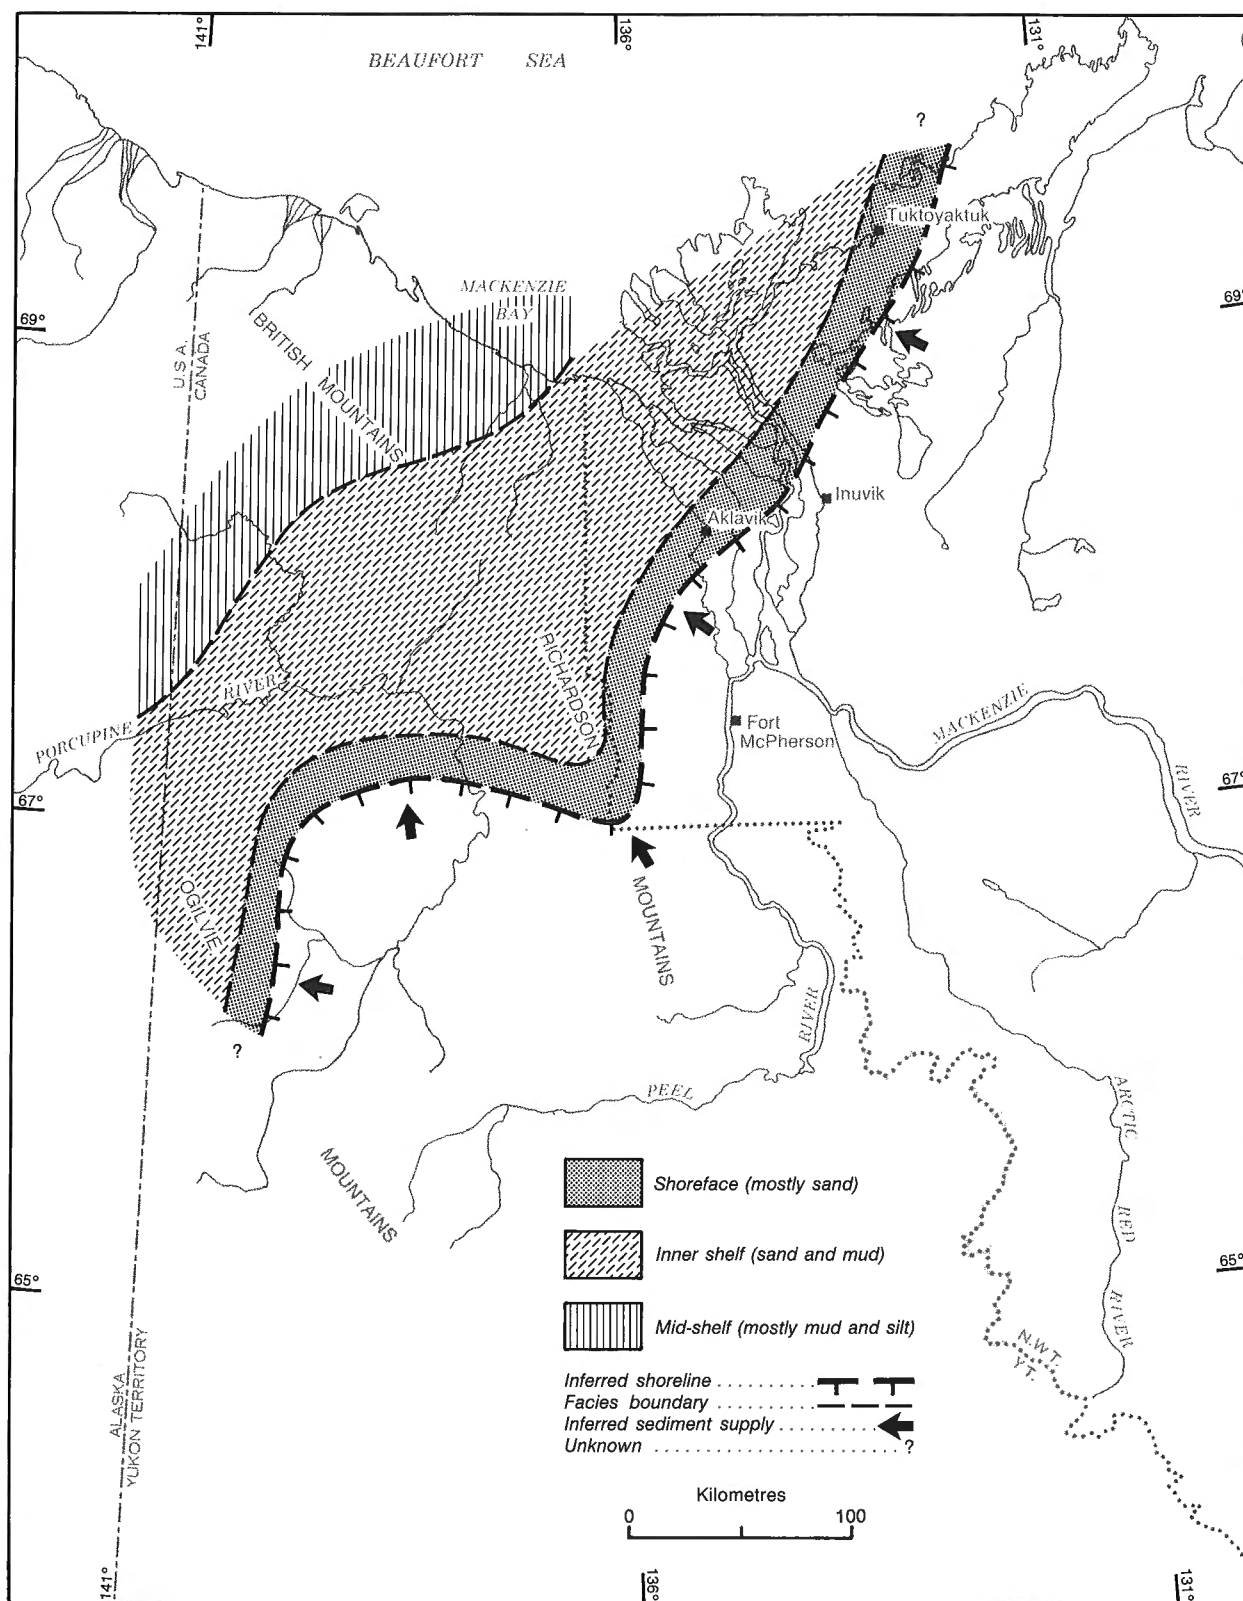 141°
136°
131°
BEAUFORT SEA
?
Tuktoyaktuk
MACKENZIE
BAY
69°
69°
BRITISH MOUNTAINS
U.S.A.
CANADA
Inuvik
Aklavik
RICHARDSON
RIVER
PORCUPINE
Fort
McPherson
MACKENZIE
RIVER
67°
67°
OGILVIE
MOUNTAINS
RIVER
?
PEEL
ARCTIC
RED
RIVER
MOUNTAINS
Shoreface (mostly sand)
Inner shelf (sand and mud)
65°
65°
Mid-shelf (mostly mud and silt)
N.W.T.
Y.T.
ALASKA
YUKON TERRITORY
Inferred shoreline
Facies boundary
Inferred sediment supply
Unknown ?
Kilometres
0 100
141°
136°
131°